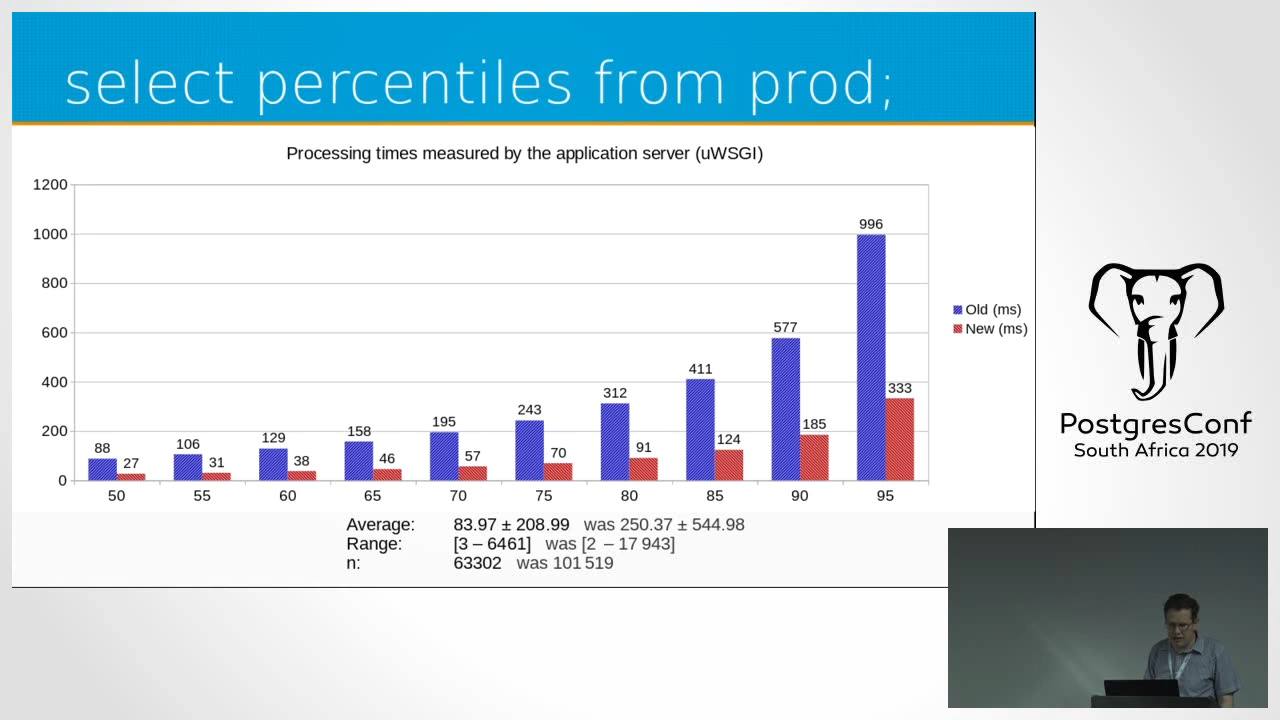 select percentiles from prod;
Processing times measured by the application server (uWSGI)
1200
1000
800
600
400
200
0
88 27 106 31 129 38 158 46 195 57 243 70 312 91 411 124 577 185 996 333
50 55 60 65 70 75 80 85 90 95
Old (ms)
New (ms)
Average: 83.97 ± 208.99 was 250.37 ± 544.98
Range: [3 – 6461] was [2 – 17 943]
n: 63302 was 101 519
PostgresConf
South Africa 2019